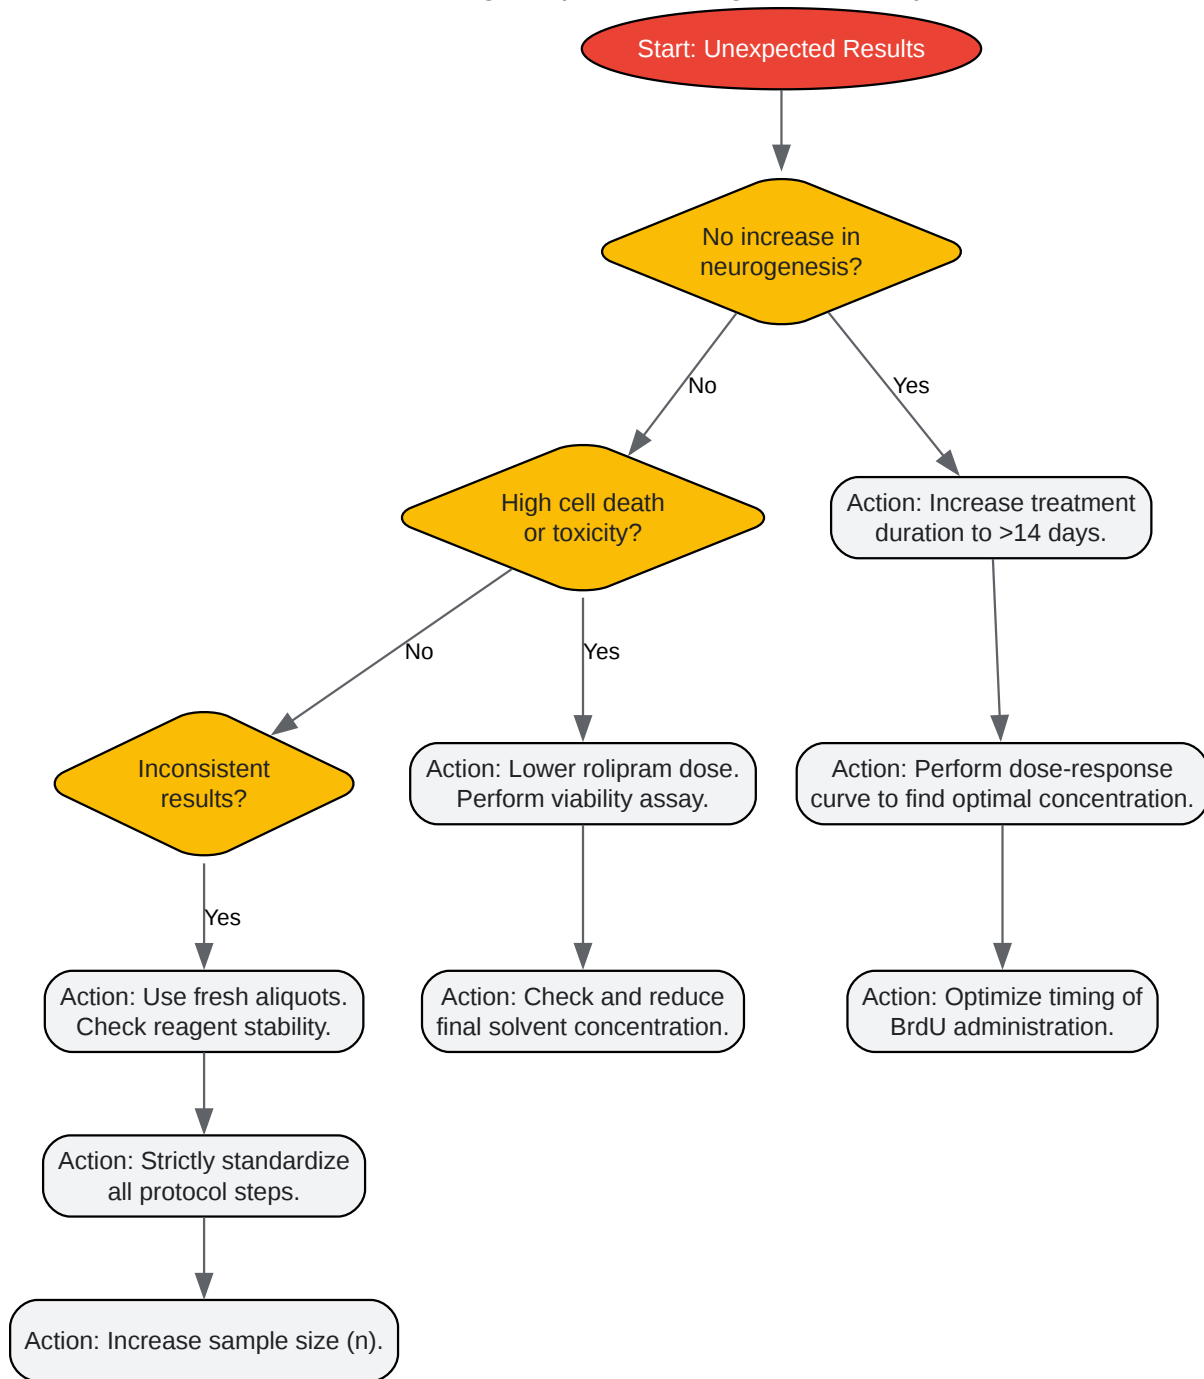 Start: Unexpected Results
No increase in
neurogenesis?
No
Yes
High cell death
or toxicity?
Action: Increase treatment
duration to >14 days.
No
Yes
Inconsistent
results?
Action: Lower rolipram dose.
Perform viability assay.
Action: Perform dose-response
curve to find optimal concentration.
Yes
Action: Use fresh aliquots.
Check reagent stability.
Action: Check and reduce
final solvent concentration.
Action: Optimize timing of
BrdU administration.
Action: Strictly standardize
all protocol steps.
Action: Increase sample size (n).